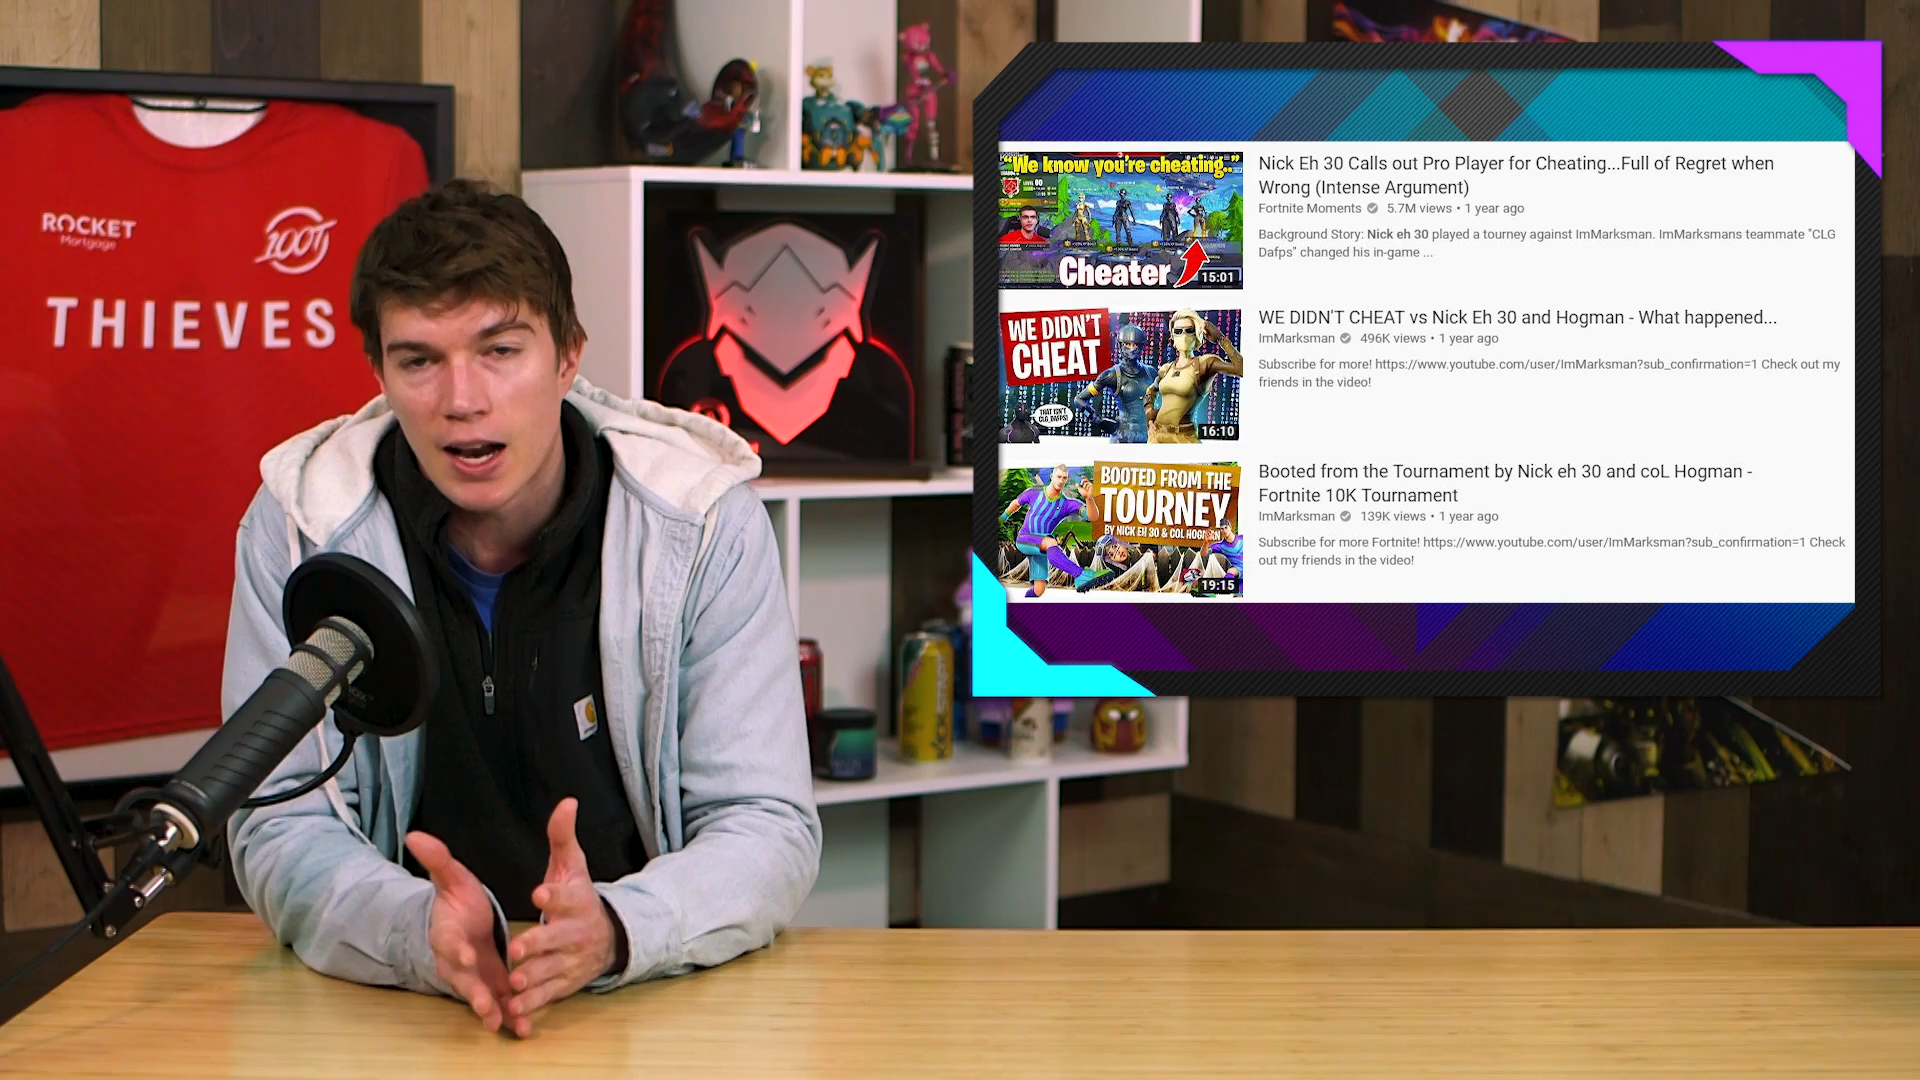 ROCKET
Mortgage
100T
THIEVES
"We know you're cheating.."
Cheater
15:01
Nick Eh 30 Calls out Pro Player for Cheating...Full of Regret when
Wrong (Intense Argument)
Fortnite Moments 5.7M views • 1 year ago
Background Story: Nick eh 30 played a tourney against ImMarksman. ImMarksmans teammate "CLG
Dafps" changed his in-game ...
WE DIDN'T
CHEAT
THAT ISN'T
CLG_DAFPS!
16:10
WE DIDN'T CHEAT vs Nick Eh 30 and Hogman - What happened...
ImMarksman 496K views • 1 year ago
Subscribe for more! https://www.youtube.com/user/ImMarksman?sub_confirmation=1 Check out my
friends in the video!
BOOTED FROM THE
TOURNEY
BY NICK EH 30 & COL HOGMAN
19:15
Booted from the Tournament by Nick eh 30 and coL Hogman -
Fortnite 10K Tournament
ImMarksman 139K views • 1 year ago
Subscribe for more Fortnite! https://www.youtube.com/user/ImMarksman?sub_confirmation=1 Check
out my friends in the video!